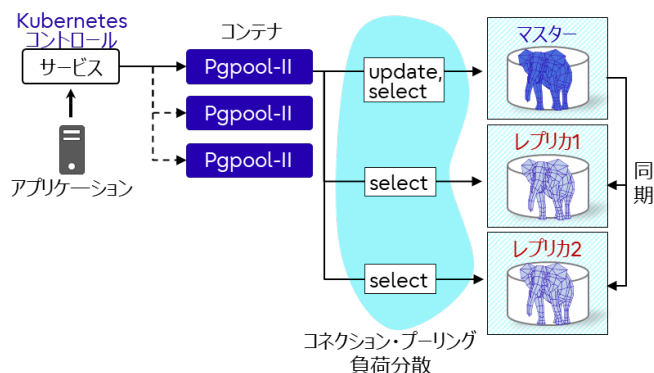 Kubernetes
コントロール
サービス
アプリケーション
コンテナ
Pgpool-II
Pgpool-II
Pgpool-II
update,
select
select
select
コネクション・プーリング
負荷分散
マスター
レプリカ1
レプリカ2
同
期